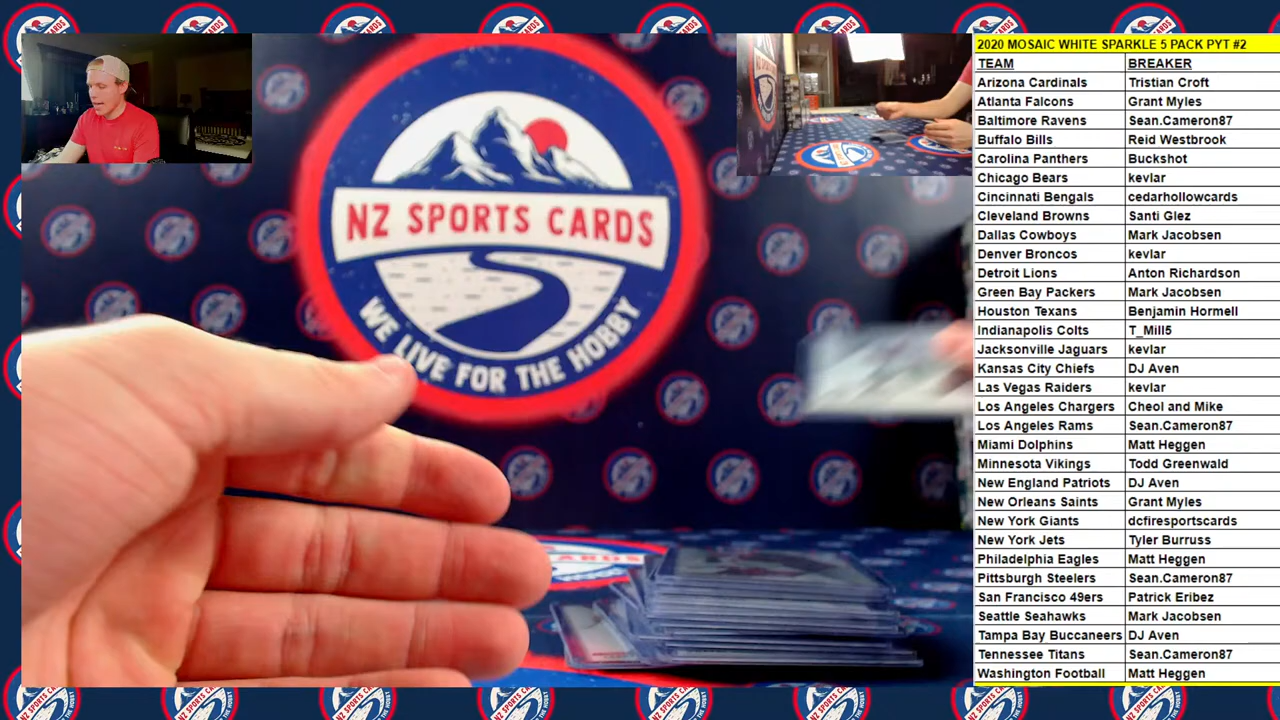 NZ SPORTS CARDS
WE LIVE FOR THE HOBBY
2020 MOSAIC WHITE SPARKLE 5 PACK PYT #2
TEAM BREAKER
Arizona Cardinals Tristian Croft
Atlanta Falcons Grant Myles
Baltimore Ravens Sean.Cameron87
Buffalo Bills Reid Westbrook
Carolina Panthers Buckshot
Chicago Bears kevlar
Cincinnati Bengals cedarhollowcards
Cleveland Browns Santi Glez
Dallas Cowboys Mark Jacobsen
Denver Broncos kevlar
Detroit Lions Anton Richardson
Green Bay Packers Mark Jacobsen
Houston Texans Benjamin Hormell
Indianapolis Colts T_Mill5
Jacksonville Jaguars kevlar
Kansas City Chiefs DJ Aven
Las Vegas Raiders kevlar
Los Angeles Chargers Cheol and Mike
Los Angeles Rams Sean.Cameron87
Miami Dolphins Matt Heggen
Minnesota Vikings Todd Greenwald
New England Patriots DJ Aven
New Orleans Saints Grant Myles
New York Giants dcfiresportscards
New York Jets Tyler Burruss
Philadelphia Eagles Matt Heggen
Pittsburgh Steelers Sean.Cameron87
San Francisco 49ers Patrick Eribez
Seattle Seahawks Mark Jacobsen
Tampa Bay Buccaneers DJ Aven
Tennessee Titans Sean.Cameron87
Washington Football Matt Heggen